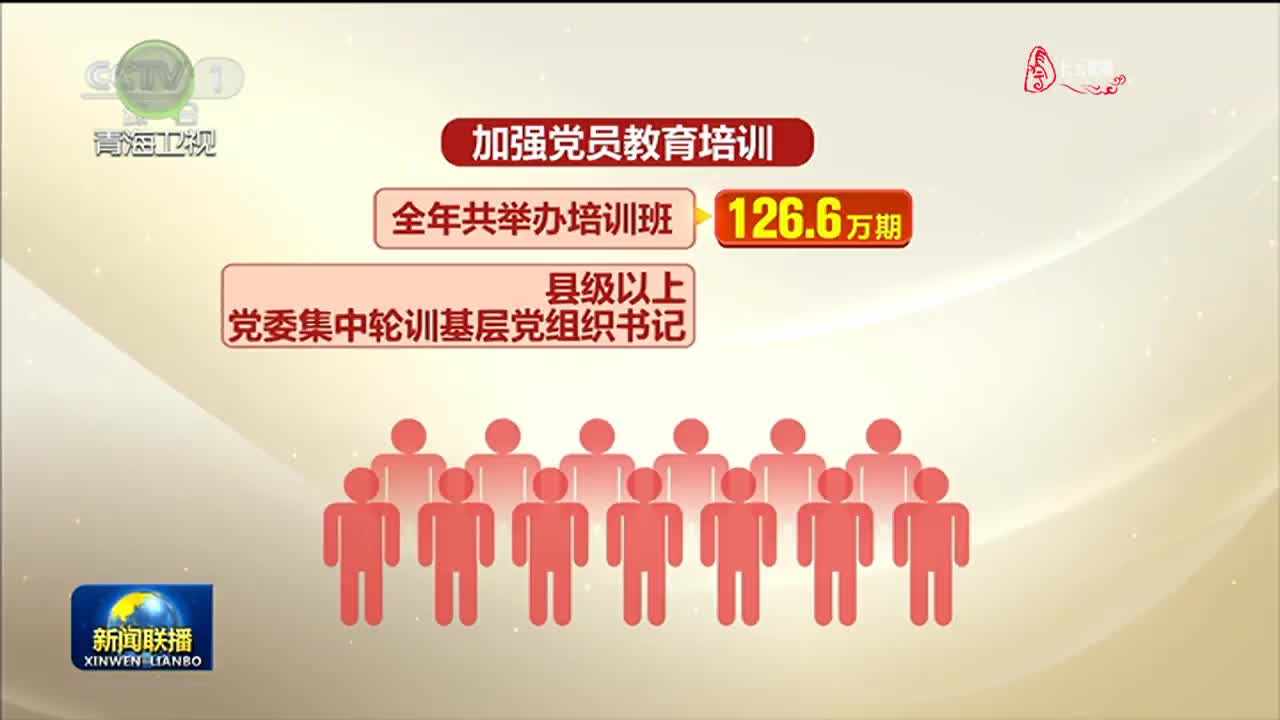 CCTV 1
综合
青海卫视
加强党员教育培训
全年共举办培训班
126.6万期
县级以上
党委集中轮训基层党组织书记
新闻联播
XINWEN LIANBO